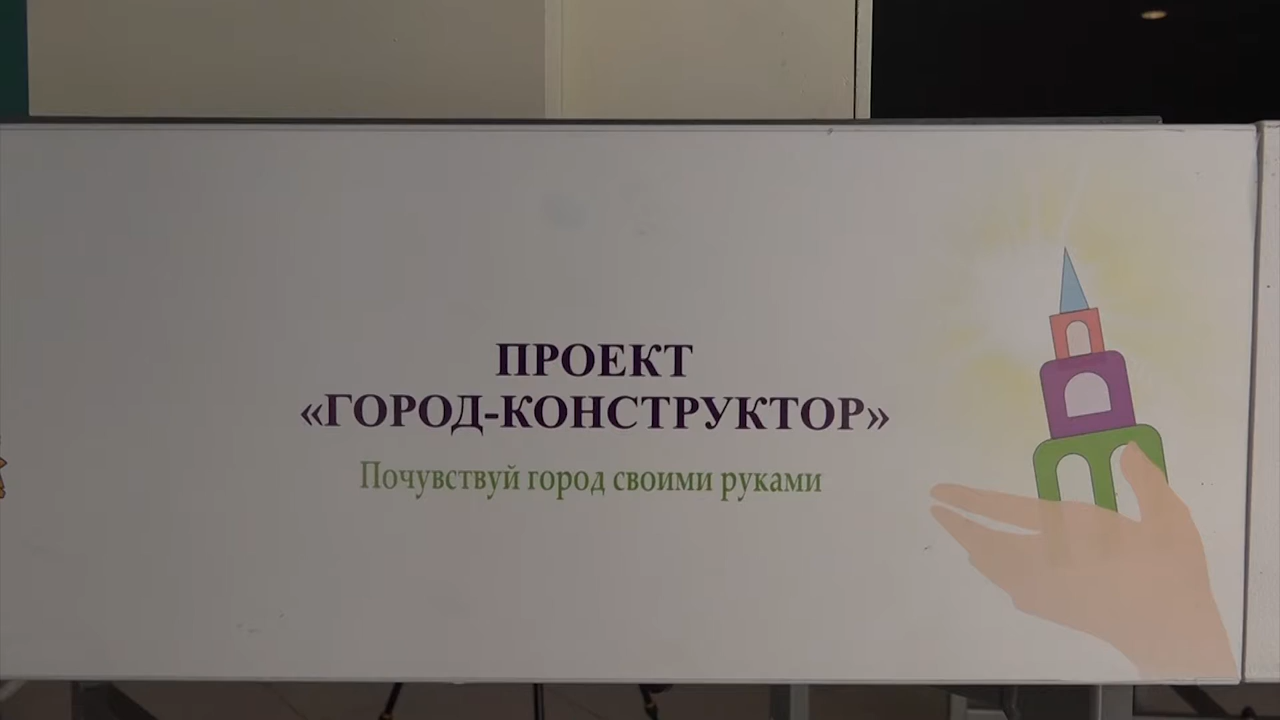 ПРОЕКТ
«ГОРОД-КОНСТРУКТОР»
Почувствуй город своими руками